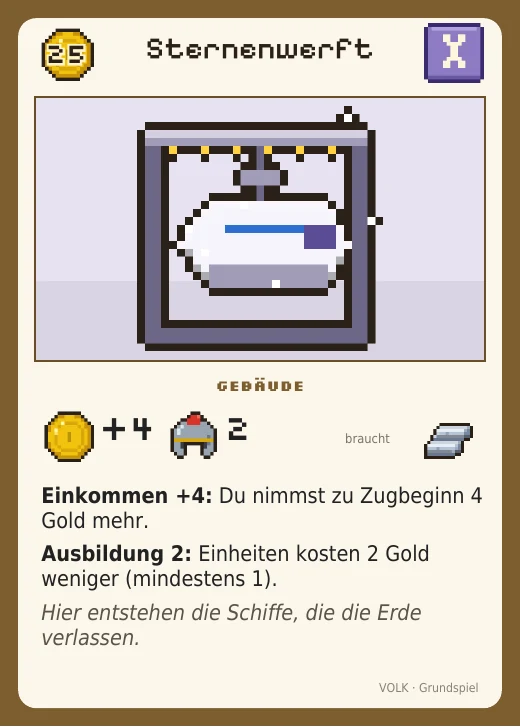 25 Sternenwerft X
GEBÄUDE
+4 2 braucht
Einkommen +4: Du nimmst zu Zugbeginn 4
Gold mehr.
Ausbildung 2: Einheiten kosten 2 Gold
weniger (mindestens 1).
Hier entstehen die Schiffe, die die Erde
verlassen.
VOLK · Grundspiel